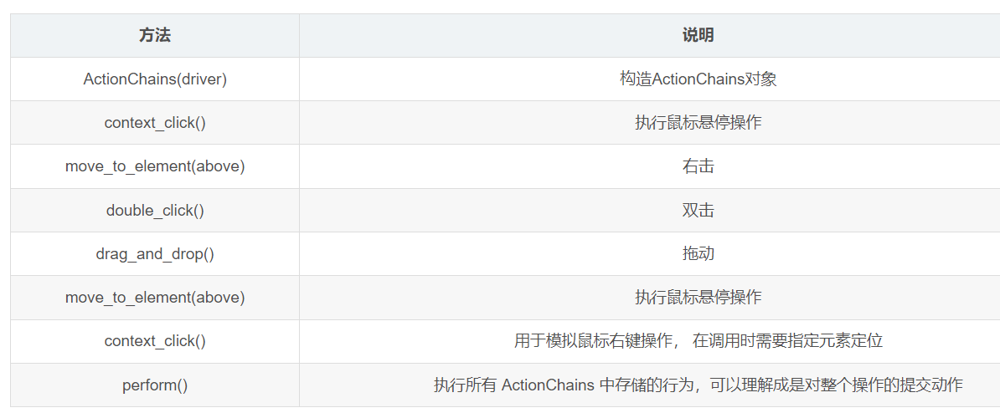 方法 说明
ActionChains(driver) 构造ActionChains对象
context_click() 执行鼠标悬停操作
move_to_element(above) 右击
double_click() 双击
drag_and_drop() 拖动
move_to_element(above) 执行鼠标悬停操作
context_click() 用于模拟鼠标右键操作， 在调用时需要指定元素定位
perform() 执行所有 ActionChains 中存储的行为，可以理解成是对整个操作的提交动作